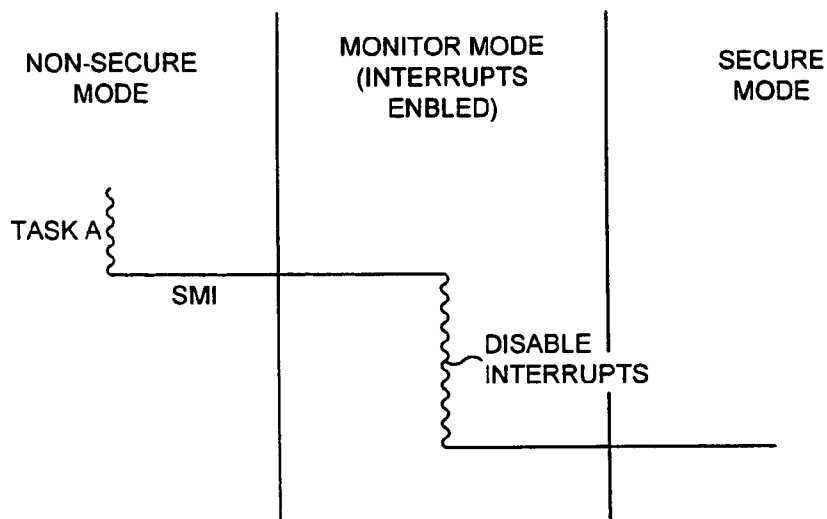 NON-SECURE
MODE
MONITOR MODE
(INTERRUPTS
ENBLED)
SECURE
MODE
TASK A
SMI
DISABLE
INTERRUPTS